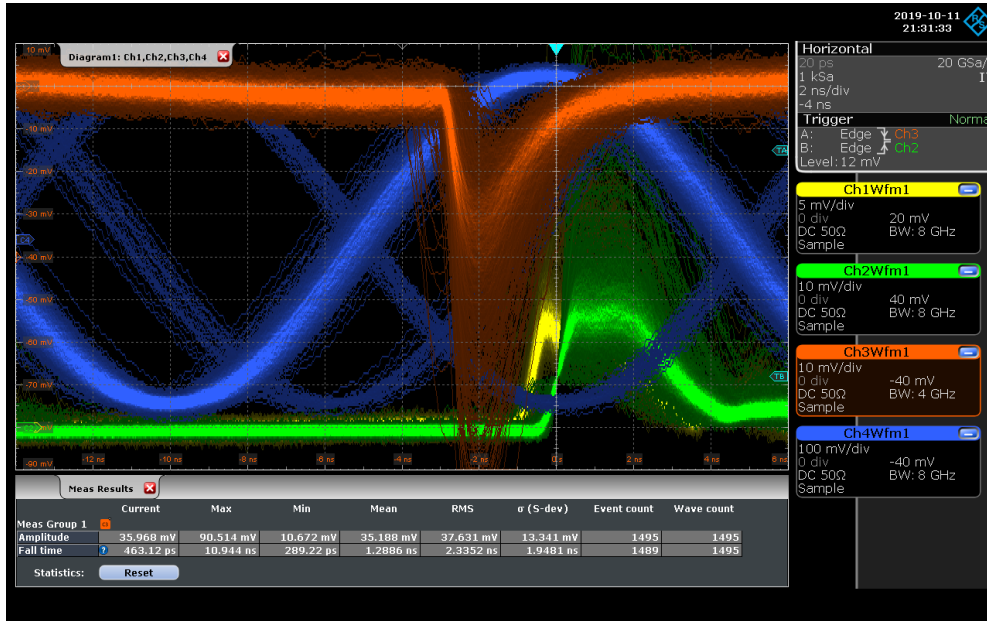 2019-10-11
21:31:33
Diagram1: Ch1,Ch2,Ch3,Ch4
10 mV
-10 mV
-20 mV
-30 mV
-40 mV
-50 mV
-60 mV
-70 mV
-90 mV
-12 ns
-10 ns
-8 ns
-6 ns
-4 ns
-2 ns
0 s
2 ns
4 ns
6 ns
TA
TB
Horizontal
20 ps 20 GSa/
1 kSa
2 ns/div
-4 ns
Trigger Norma
A: Edge Ch3
B: Edge Ch2
Level: 12 mV
Ch1Wfm1
5 mV/div
0 div 20 mV
DC 50Ω BW: 8 GHz
Sample
Ch2Wfm1
10 mV/div
0 div 40 mV
DC 50Ω BW: 8 GHz
Sample
Ch3Wfm1
10 mV/div
0 div -40 mV
DC 50Ω BW: 4 GHz
Sample
Ch4Wfm1
100 mV/div
0 div -40 mV
DC 50Ω BW: 8 GHz
Sample
Meas Results
Current Max Min Mean RMS σ (S-dev) Event count Wave count
Meas Group 1
Amplitude 35.968 mV 90.514 mV 10.672 mV 35.188 mV 37.631 mV 13.341 mV 1495 1495
Fall time ? 463.12 ps 10.944 ns 289.22 ps 1.2886 ns 2.3352 ns 1.9481 ns 1489 1495
Statistics: Reset